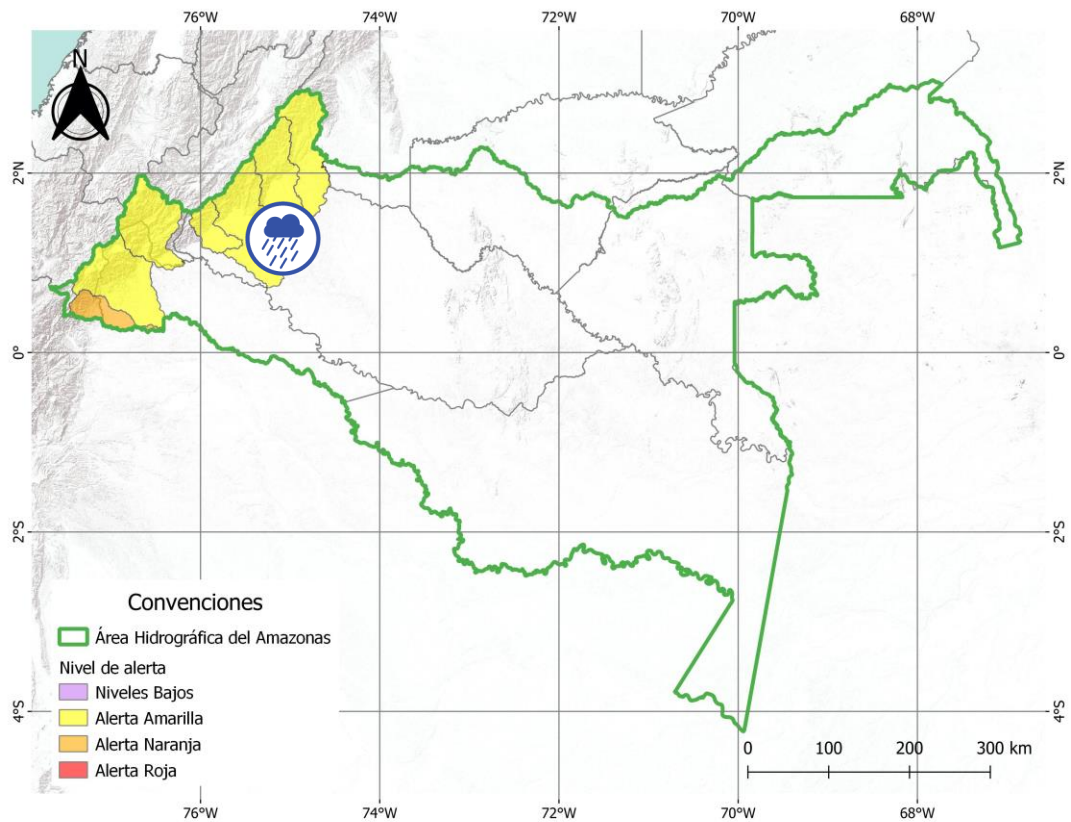 76°W 74°W 72°W 70°W 68°W
N
2°N 2°N
0° 0°
2°S 2°S
4°S 4°S
Convenciones
Área Hidrográfica del Amazonas
Nivel de alerta
Niveles Bajos
Alerta Amarilla
Alerta Naranja
Alerta Roja
0 100 200 300 km
76°W 74°W 72°W 70°W 68°W